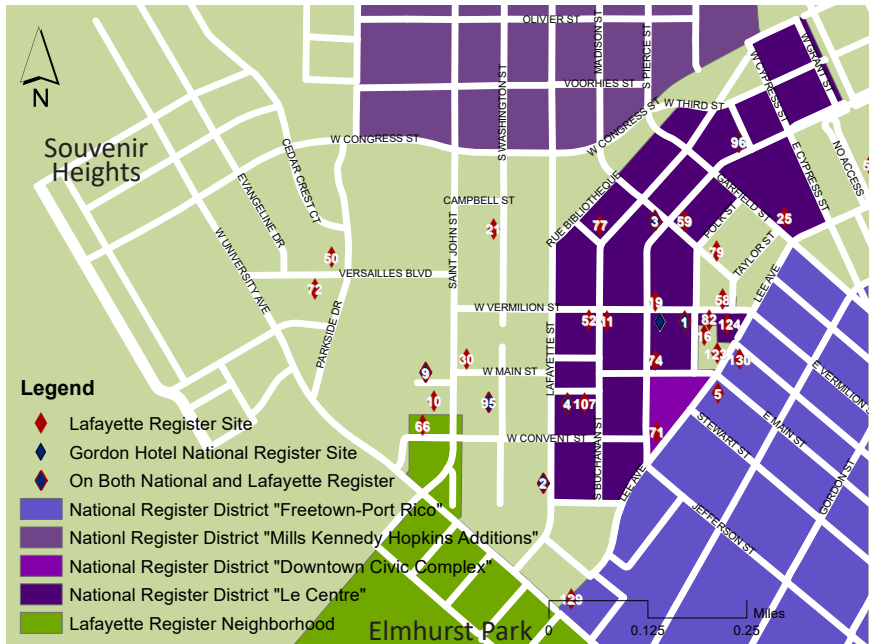 OLIVIER ST
MADISON ST
S PIERCE ST
W GRANT ST
W CYPRESS ST
VOORHIES ST
S WASHINGTON ST
W THIRD ST
W CONGRESS ST
W CONGRESS ST
N
Souvenir
Heights
CEDAR CREST CT
EVANGELINE DR
W UNIVERSITY AVE
96
E CYPRESS ST
NO ACCESS
GARFIELD ST
CAMPBELL ST
RUE BIBLIOTHEQUE
SAINT JOHN ST
21
77
3
59
POLK ST
25
79
TAYLOR ST
LEE AVE
50
VERSAILLES BLVD
72
PARKSIDE DR
W VERMILION ST
19
58
52
11
1
82
124
16
LAFAYETTE ST
30
9
W MAIN ST
74
123
130
E VERMILION S
10
95
4
107
5
66
W CONVENT ST
71
S BUCHANAN ST
LEE AVE
STEWART ST
E MAIN ST
GORDON ST
JEFFERSON ST
2
129
Elmhurst Park
0
0.125
0.25
Miles
Legend
Lafayette Register Site
Gordon Hotel National Register Site
On Both National and Lafayette Register
National Register District "Freetown-Port Rico"
Nationl Register District "Mills Kennedy Hopkins Additions"
National Register District "Downtown Civic Complex"
National Register District "Le Centre"
Lafayette Register Neighborhood